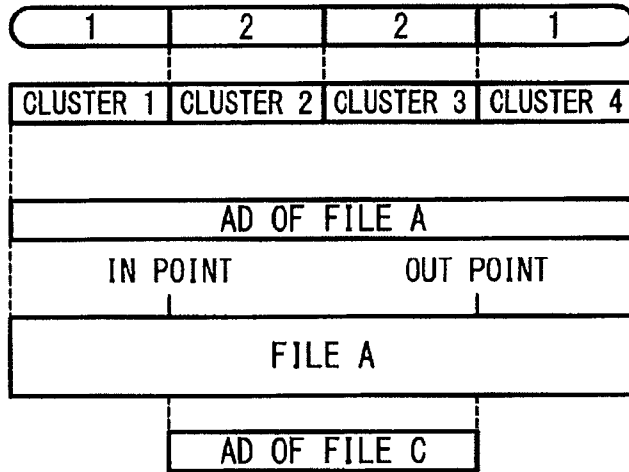 1 2 2 1
CLUSTER 1 CLUSTER 2 CLUSTER 3 CLUSTER 4
AD OF FILE A
IN POINT OUT POINT
FILE A
AD OF FILE C